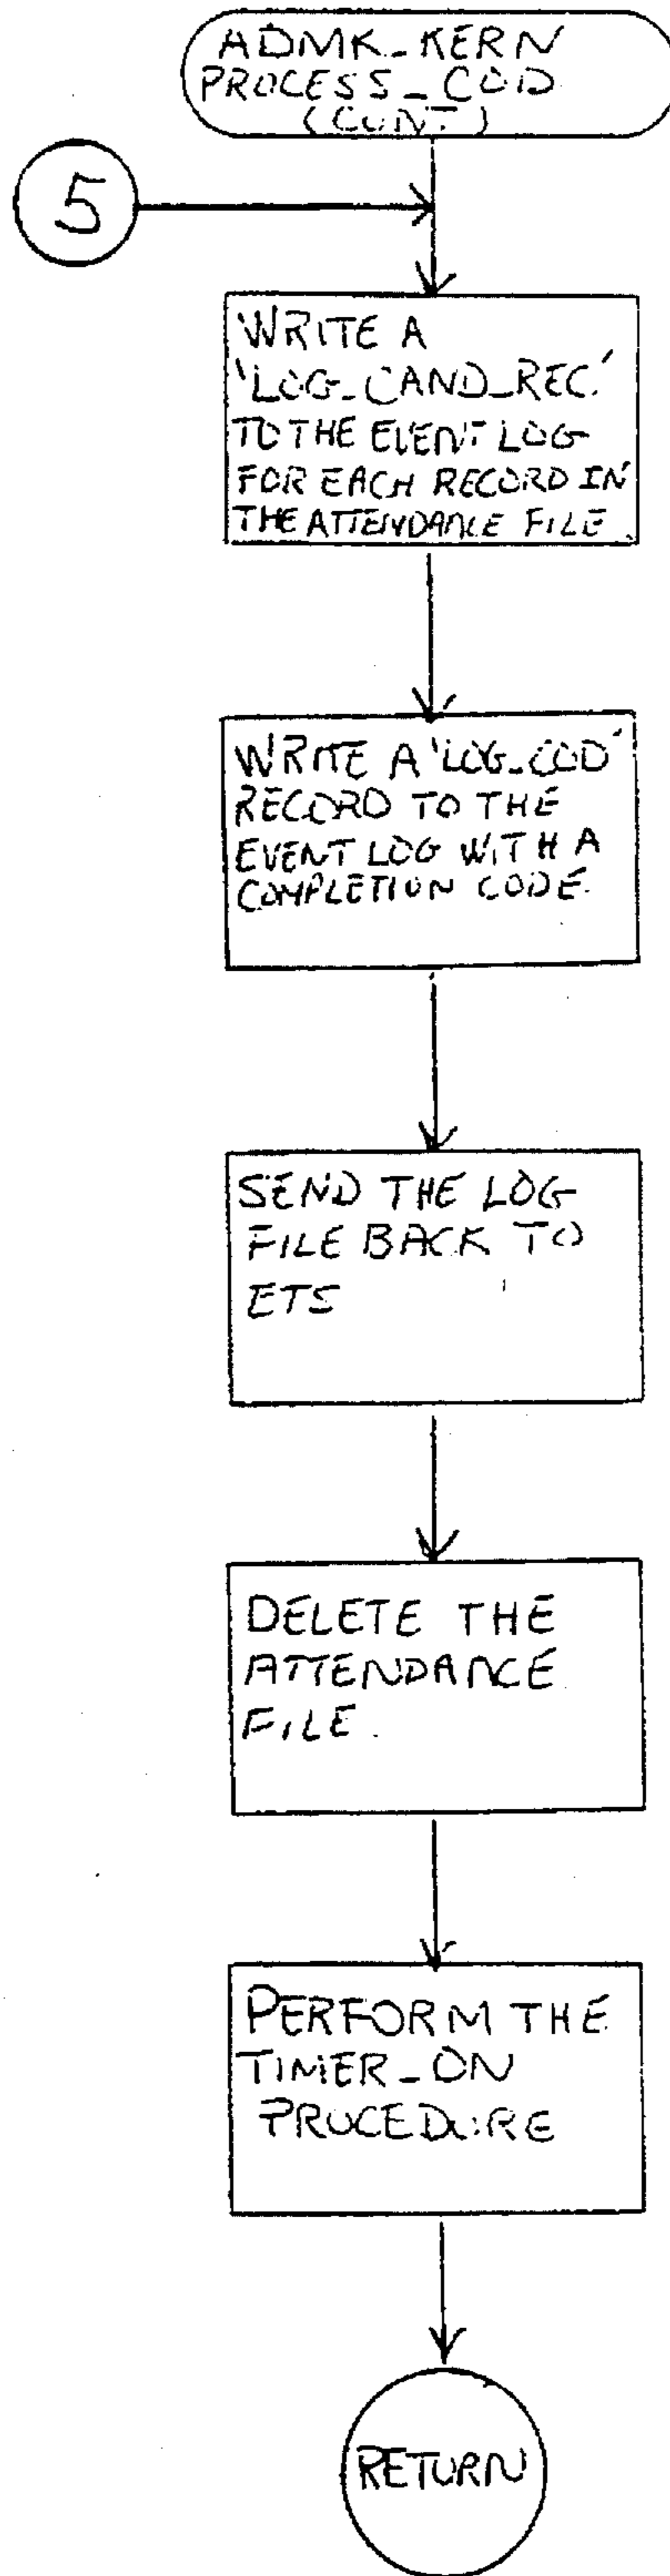 ADMK_KERN
PROCESS_COD
(CONT)
5
WRITE A
'LOG_CAND_REC.'
TO THE EVENT LOG
FOR EACH RECORD IN
THE ATTENDANCE FILE.
WRITE A 'LOG_COD'
RECORD TO THE
EVENT LOG WITH A
COMPLETION CODE.
SEND THE LOG
FILE BACK TO
ETS
DELETE THE
ATTENDANCE
FILE.
PERFORM THE
TIMER_ON
PROCEDURE
RETURN